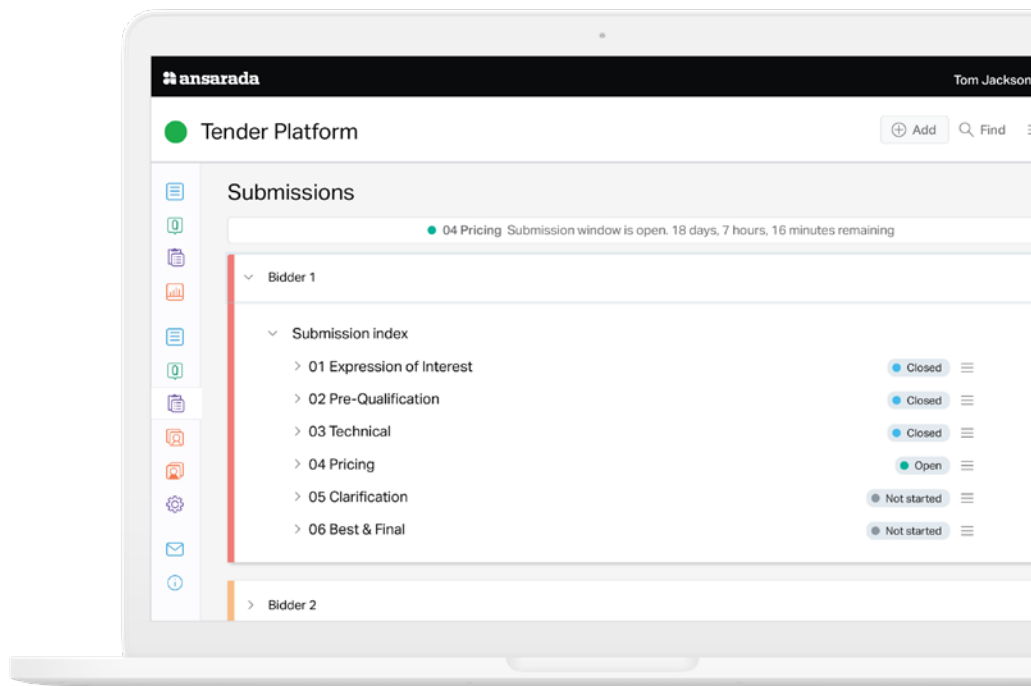 ansarada
Tom Jackson
Tender Platform
Add
Find
Submissions
04 Pricing Submission window is open. 18 days, 7 hours, 16 minutes remaining
Bidder 1
Submission index
01 Expression of Interest Closed
02 Pre-Qualification Closed
03 Technical Closed
04 Pricing Open
05 Clarification Not started
06 Best & Final Not started
Bidder 2